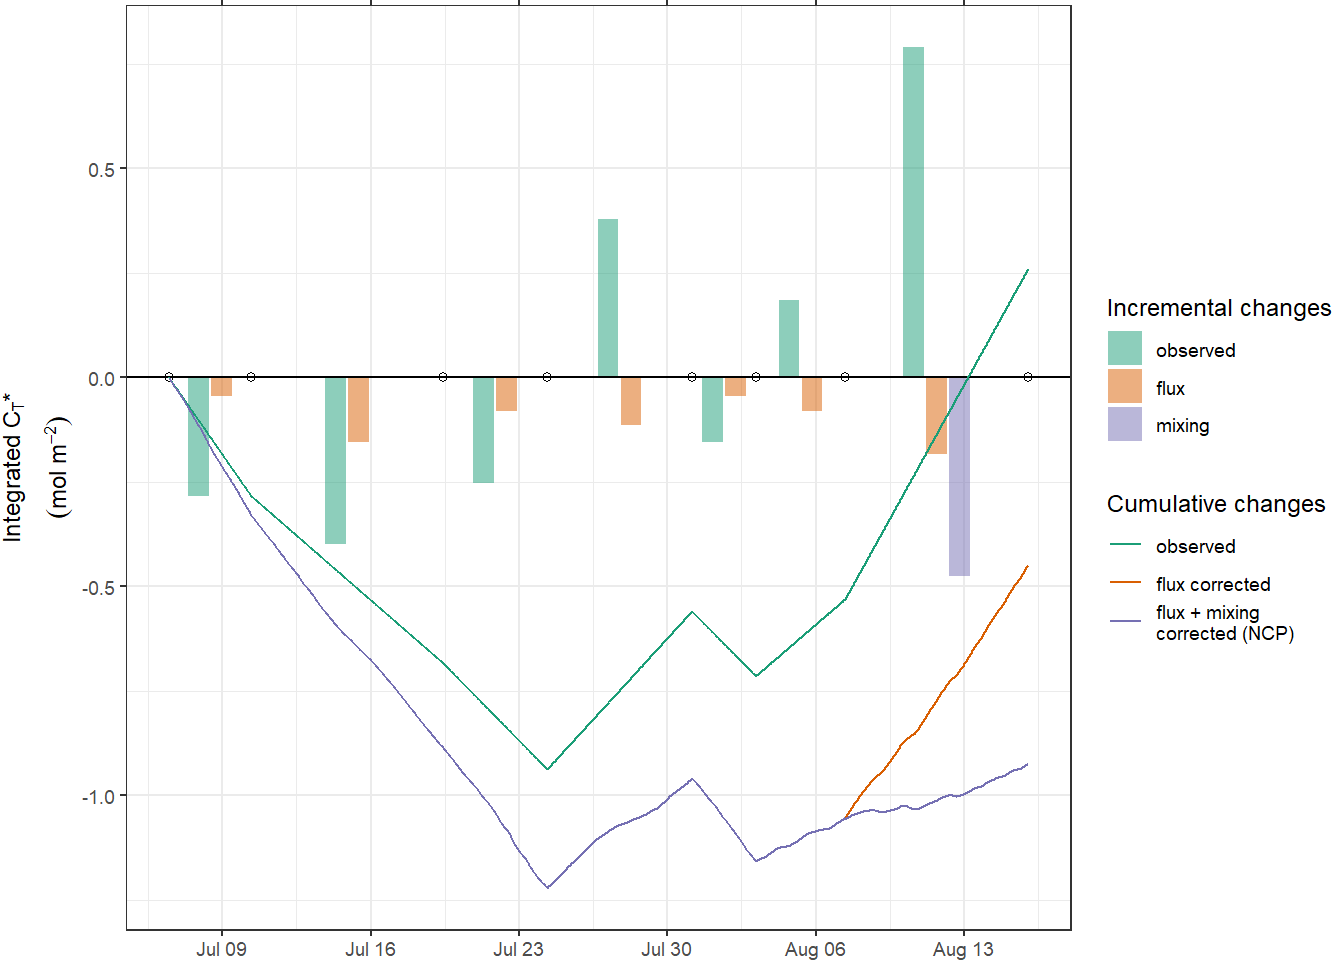 Integrated C_T*
(mol m⁻²)
0.5
0.0
-0.5
-1.0
Jul 09
Jul 16
Jul 23
Jul 30
Aug 06
Aug 13
Incremental changes
observed
flux
mixing
Cumulative changes
observed
flux corrected
flux + mixing
corrected (NCP)